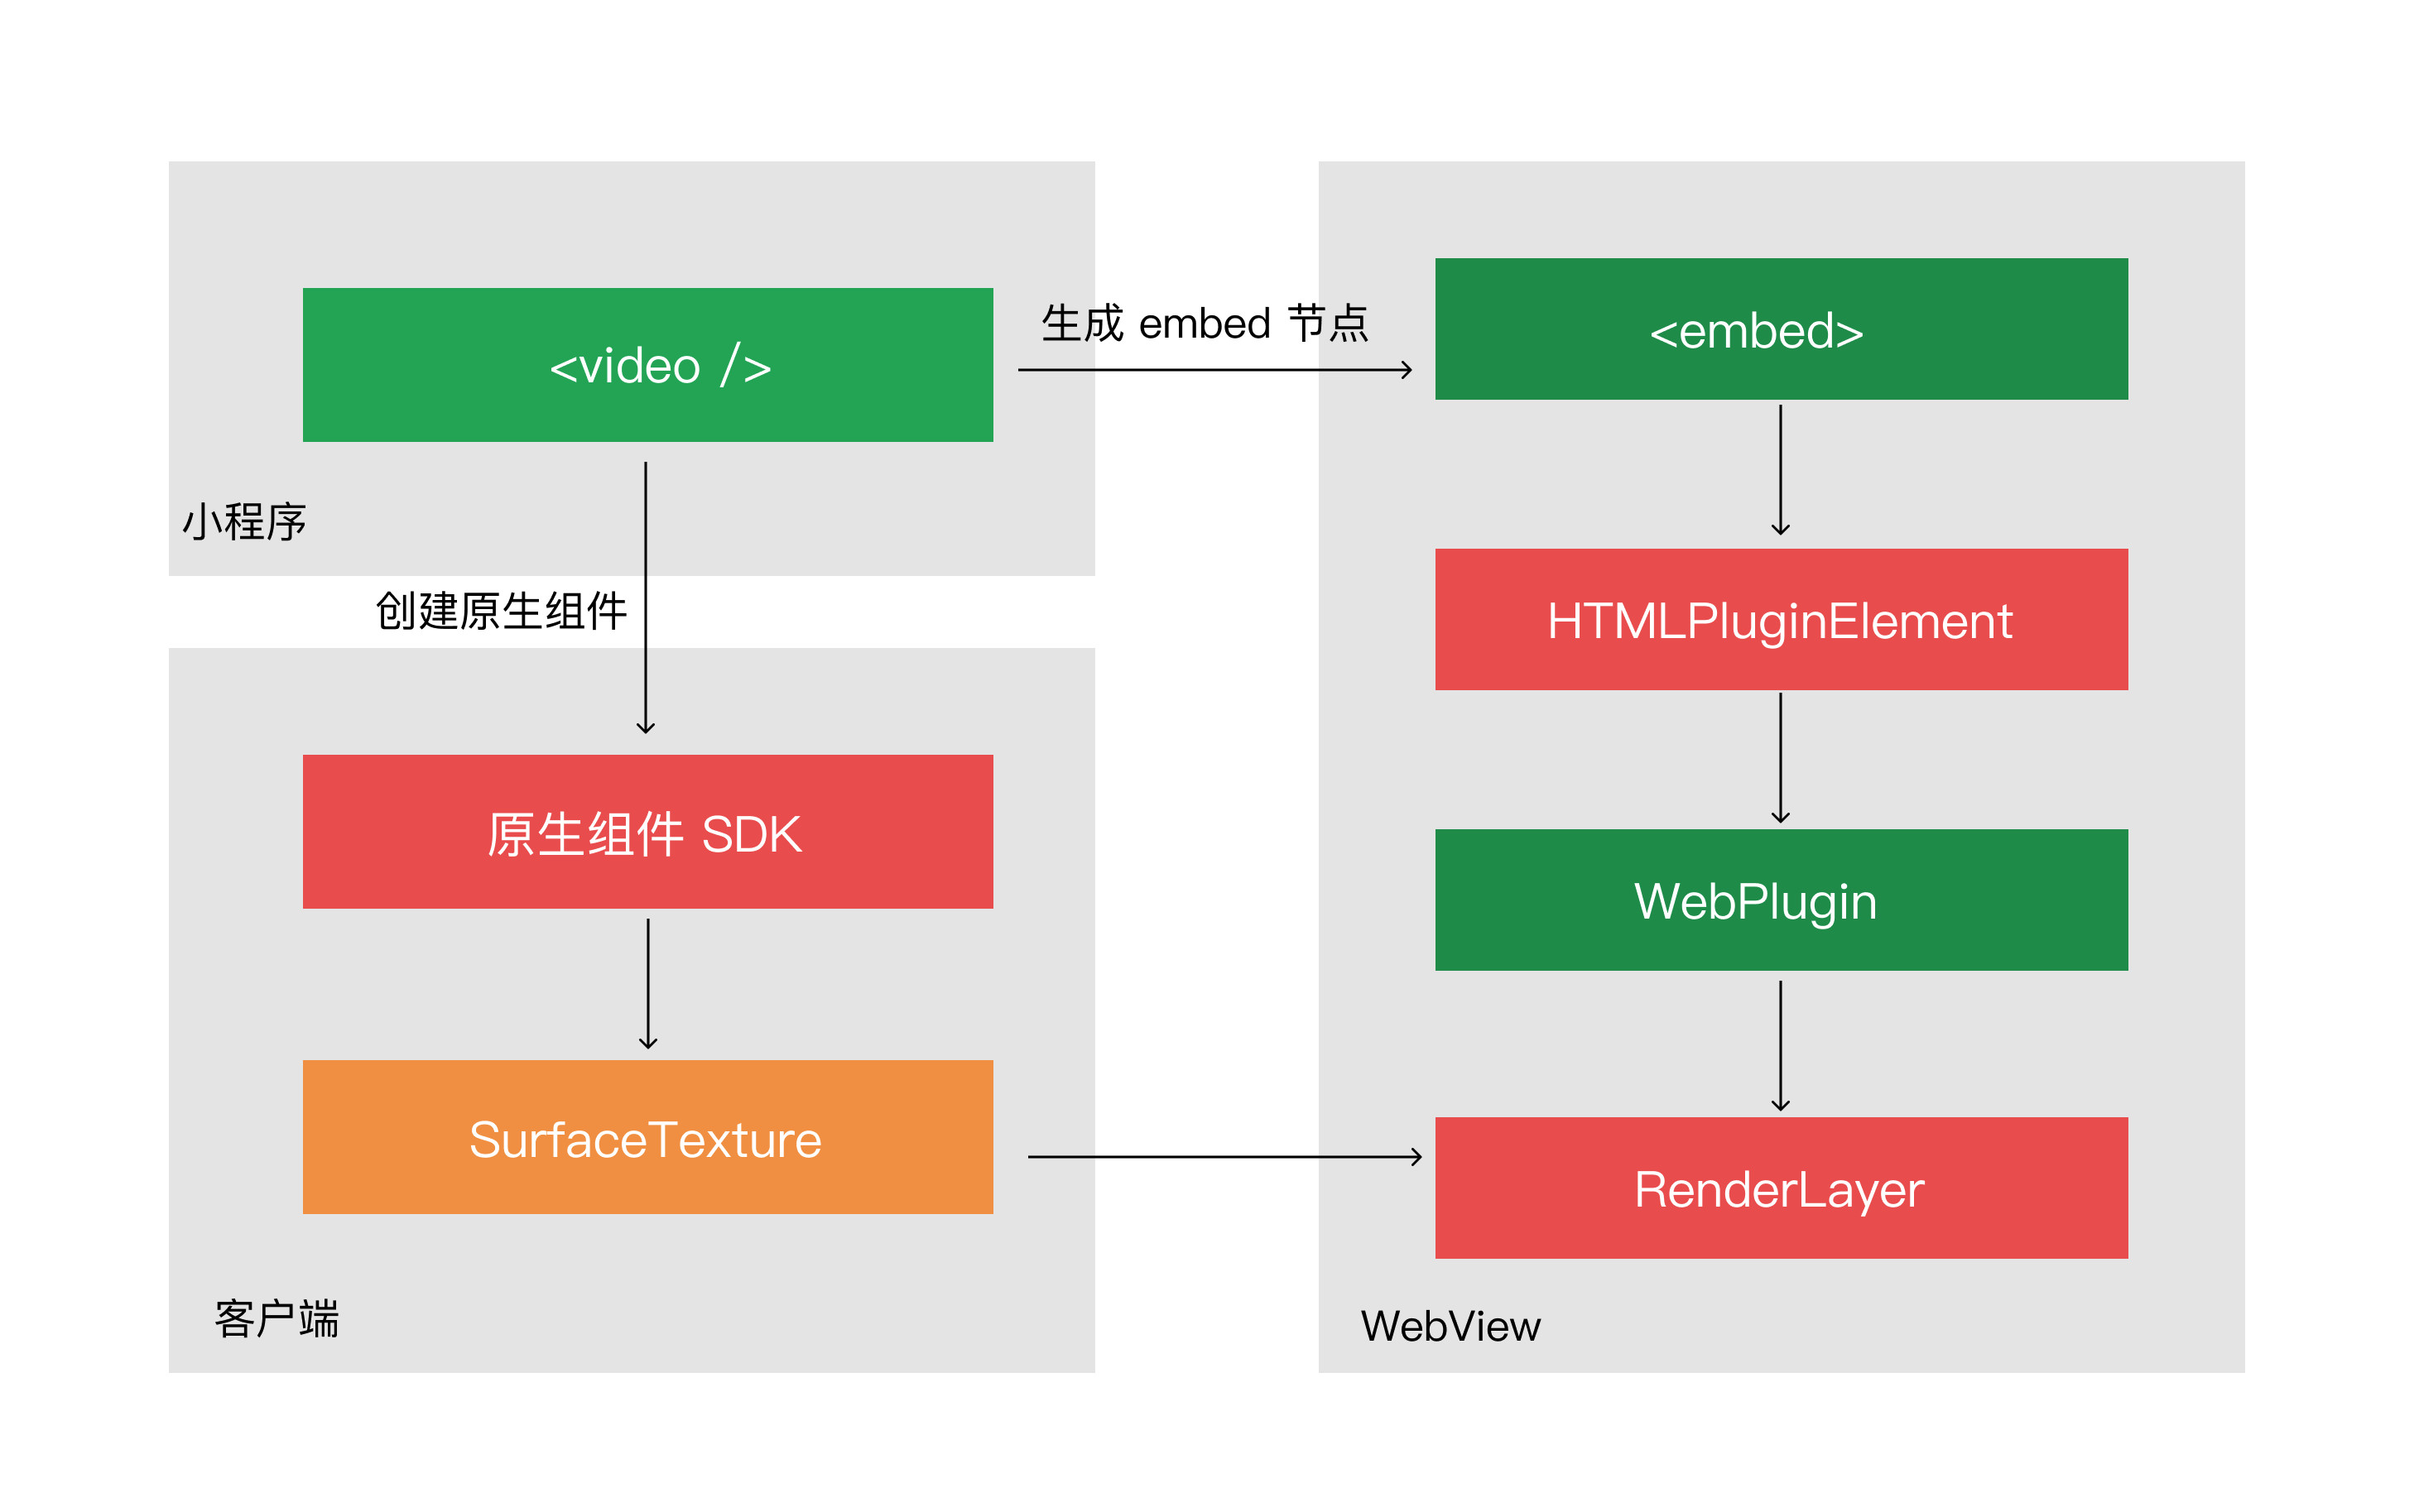 <video />
生成 embed 节点
小程序
创建原生组件
原生组件 SDK
SurfaceTexture
客户端
<embed>
HTMLPluginElement
WebPlugin
RenderLayer
WebView